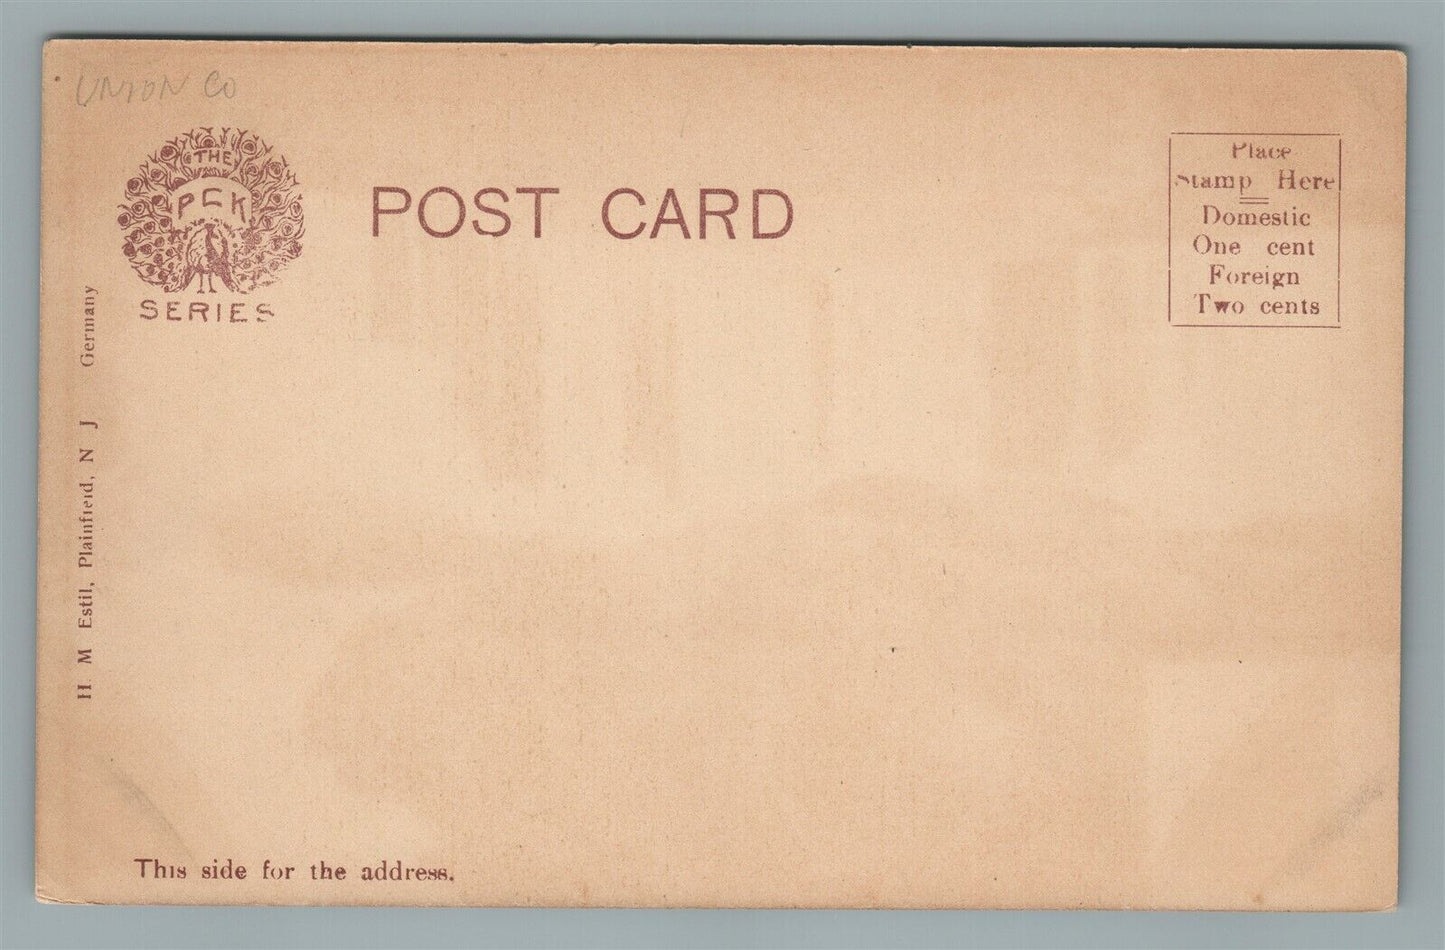 UNION CO
THE
PCK
SERIES
POST CARD
Place
Stamp Here
Domestic
One cent
Foreign
Two cents
H M Estil, Plainfield, N J Germany
This side for the address.